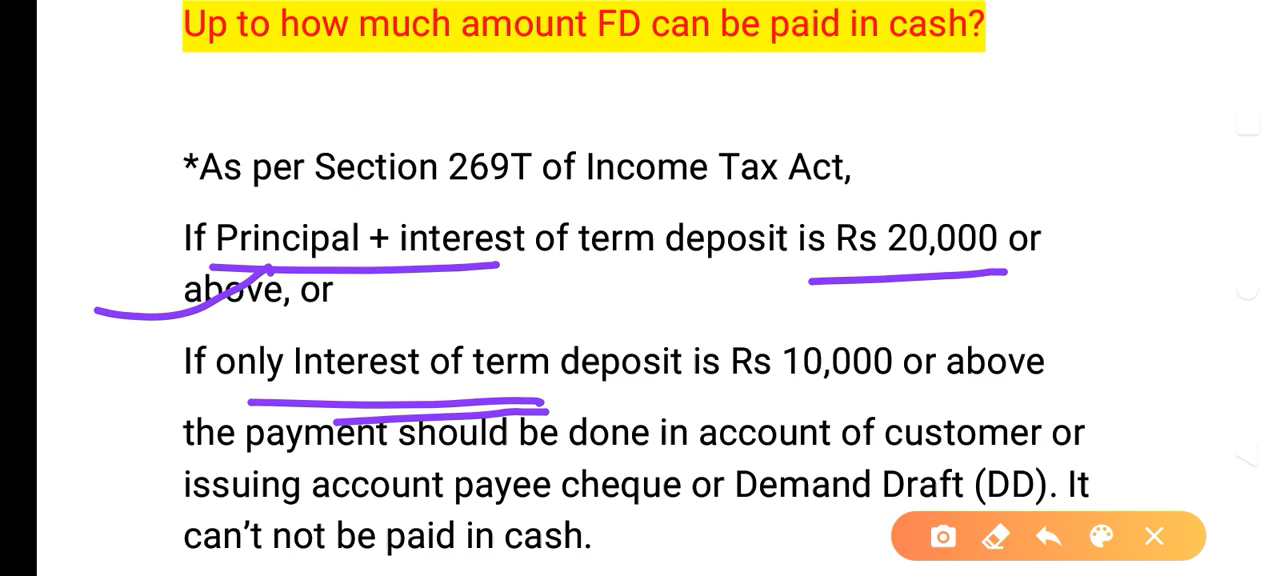 Up to how much amount FD can be paid in cash?
*As per Section 269T of Income Tax Act,
If Principal + interest of term deposit is Rs 20,000 or
above, or
If only Interest of term deposit is Rs 10,000 or above
the payment should be done in account of customer or
issuing account payee cheque or Demand Draft (DD). It
can’t not be paid in cash.